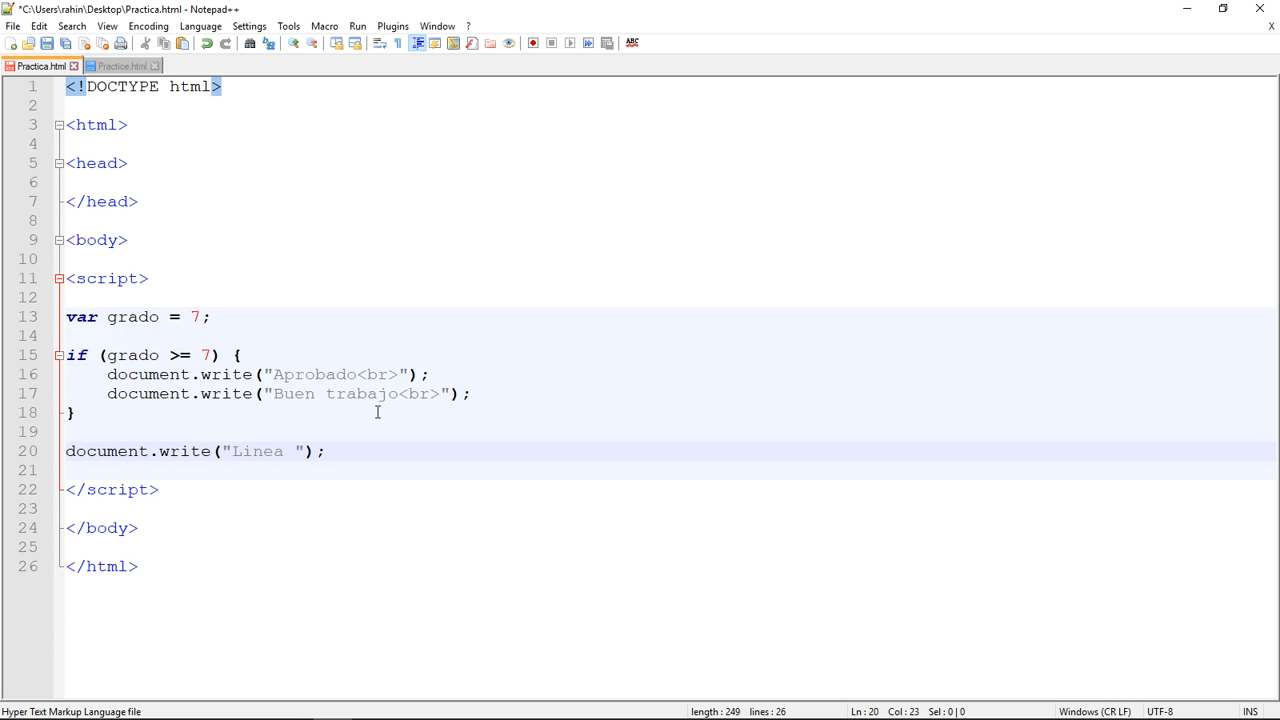 *C:\Users\rahin\Desktop\Practica.html - Notepad++
File Edit Search View Encoding Language Settings Tools Macro Run Plugins Window ?
X
ABC
Practica.html Practice.html
1 <!DOCTYPE html>
2
3 <html>
4
5 <head>
6
7 </head>
8
9 <body>
10
11 <script>
12
13 var grado = 7;
14
15 if (grado >= 7) {
16 document.write("Aprobado<br>");
17 document.write("Buen trabajo<br>");
18 }
19
20 document.write("Linea ");
21
22 </script>
23
24 </body>
25
26 </html>
Hyper Text Markup Language file length : 249 lines : 26 Ln : 20 Col : 23 Sel : 0 | 0 Windows (CR LF) UTF-8 INS